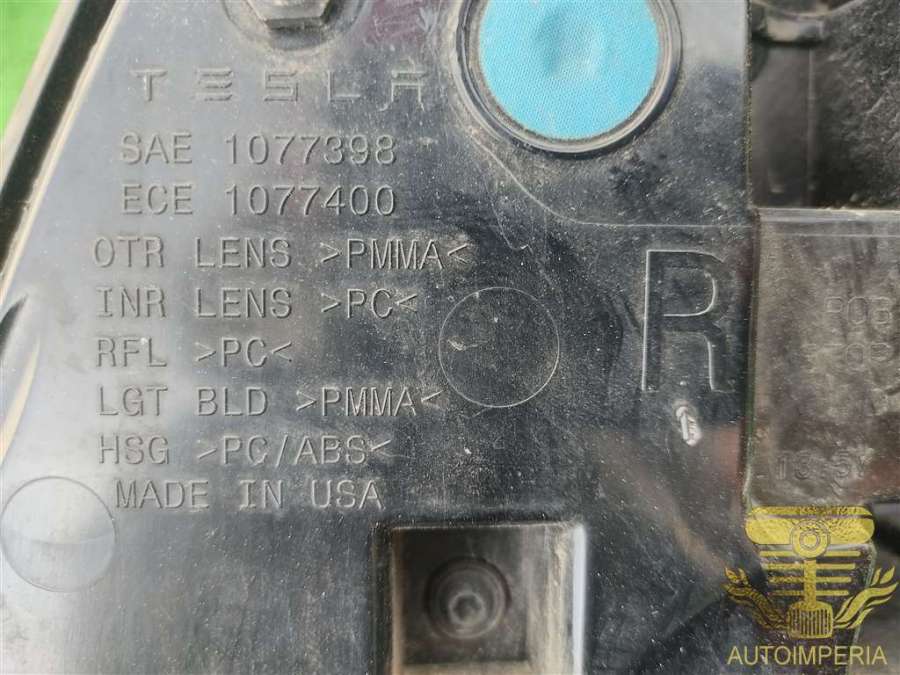 TESLA
SAE 1077398
ECE 1077400
OTR LENS >PMMA<
INR LENS >PC<
RFL >PC<
LGT BLD >PMMA<
HSG >PC/ABS<
MADE IN USA
R
AUTOIMPERIA